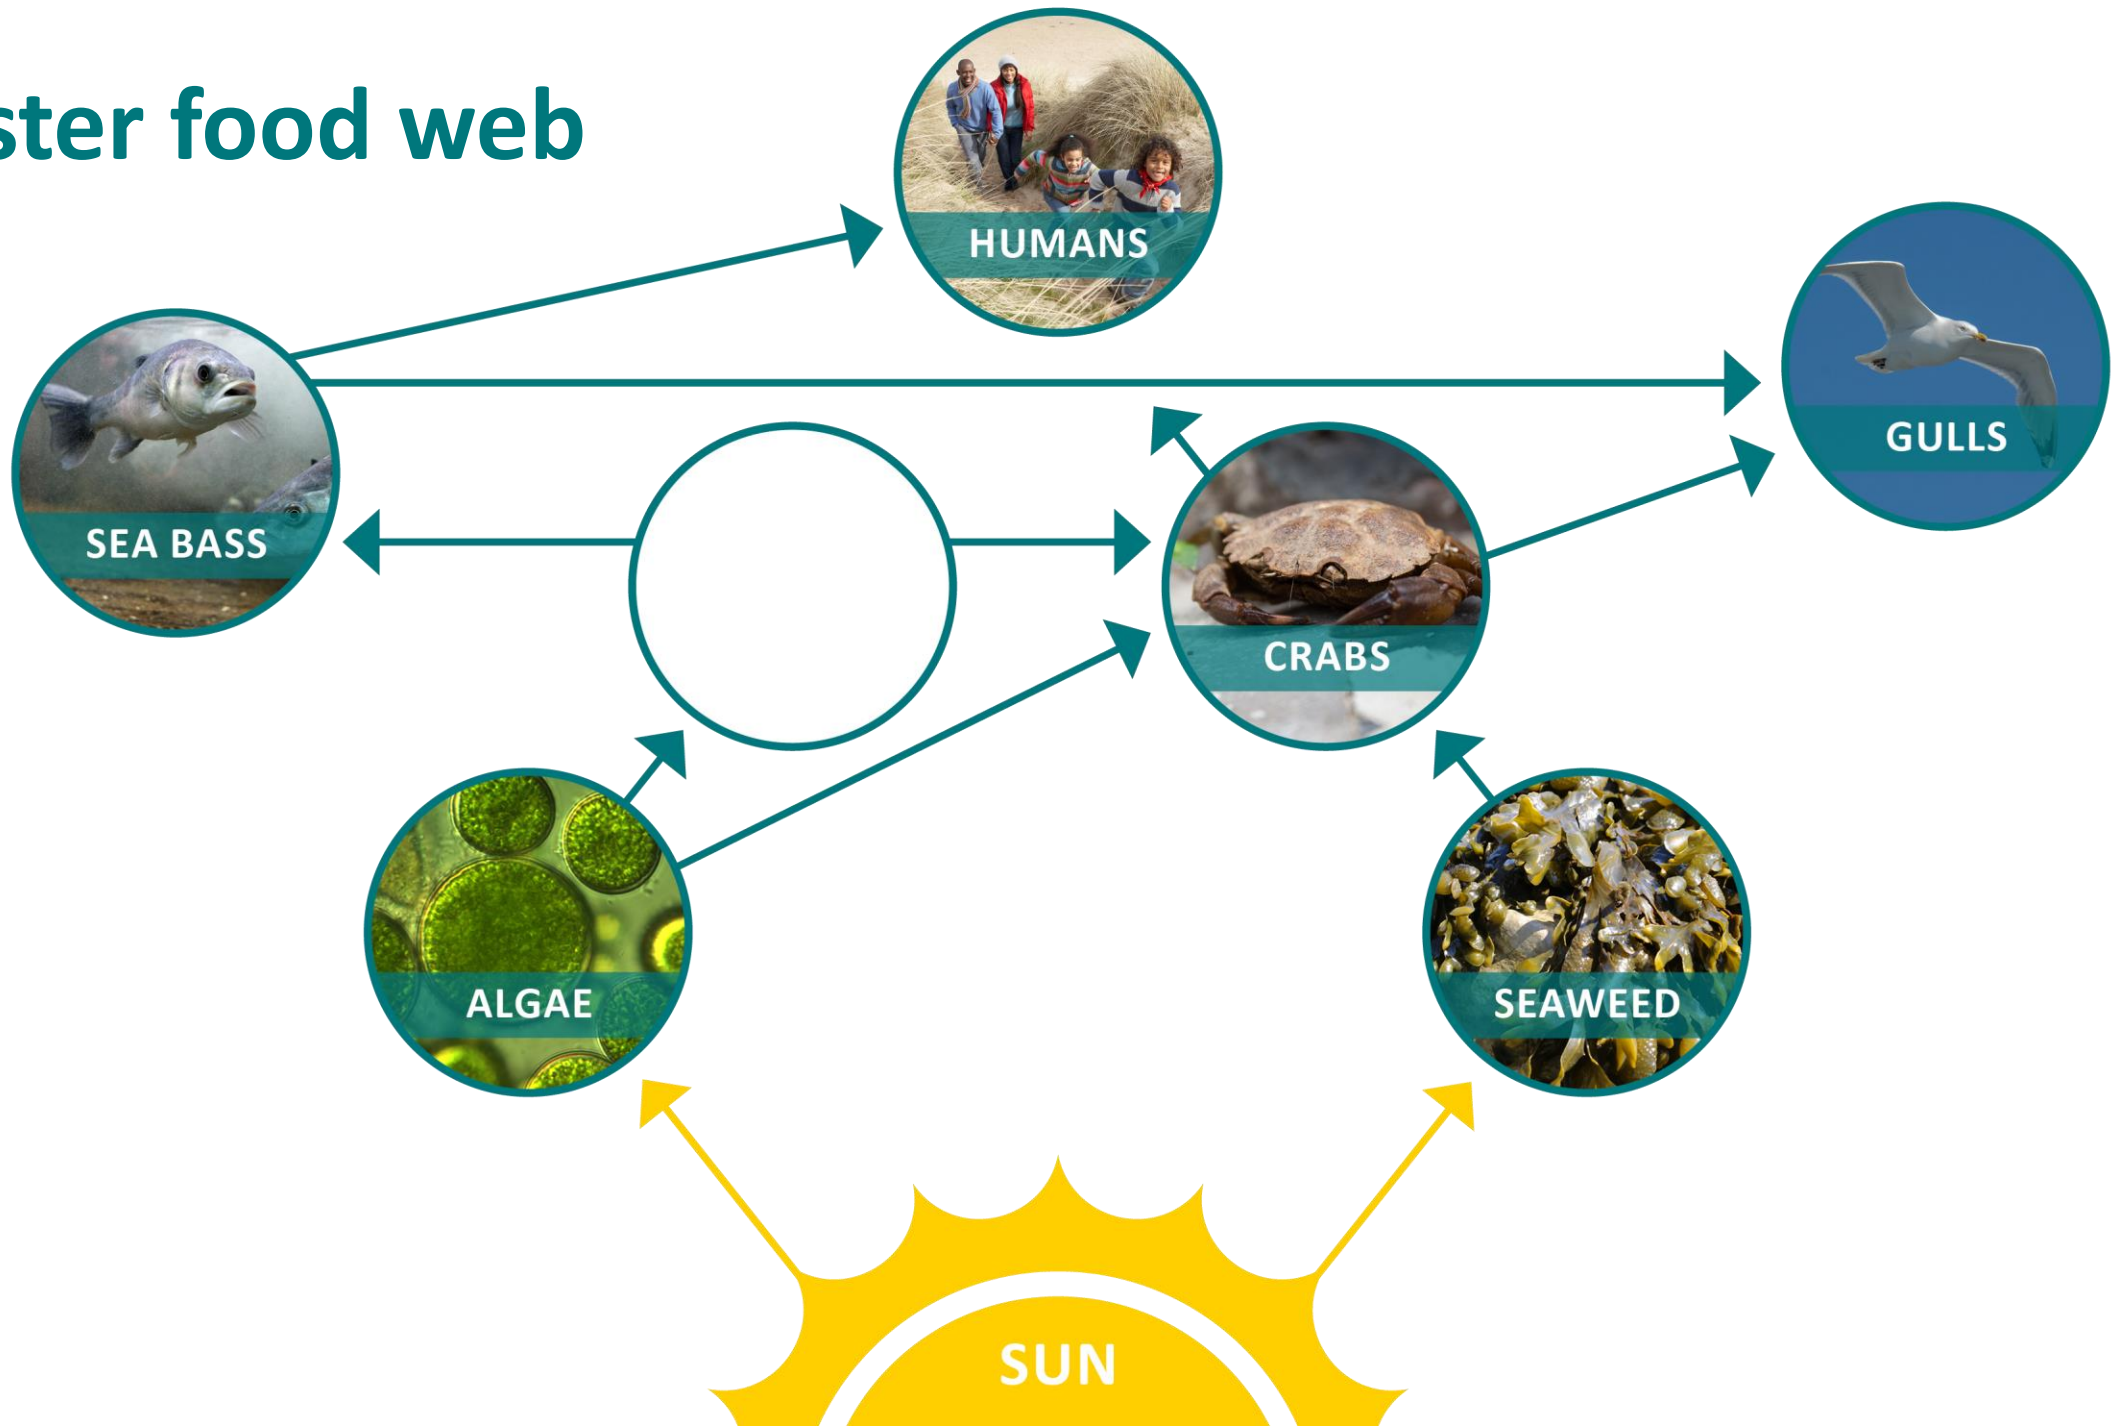 ster food web
HUMANS
GULLS
SEA BASS
CRABS
ALGAE
SEAWEED
SUN